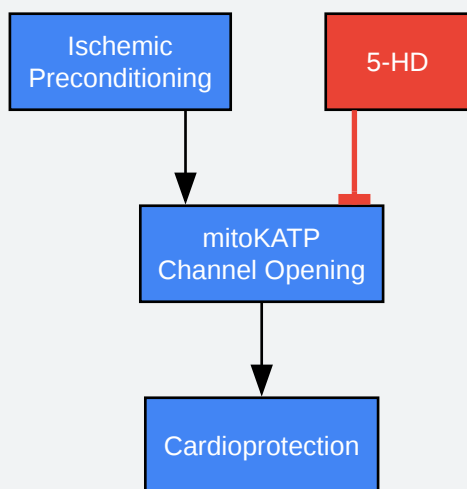 Ischemic
Preconditioning
5-HD
mitoKATP
Channel Opening
Cardioprotection